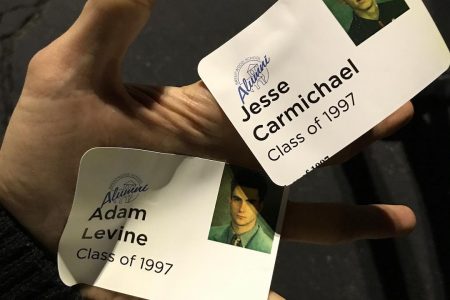 Alumni
Jesse
Carmichael
Class of 1997
Alumni
Adam
Levine
Class of 1997